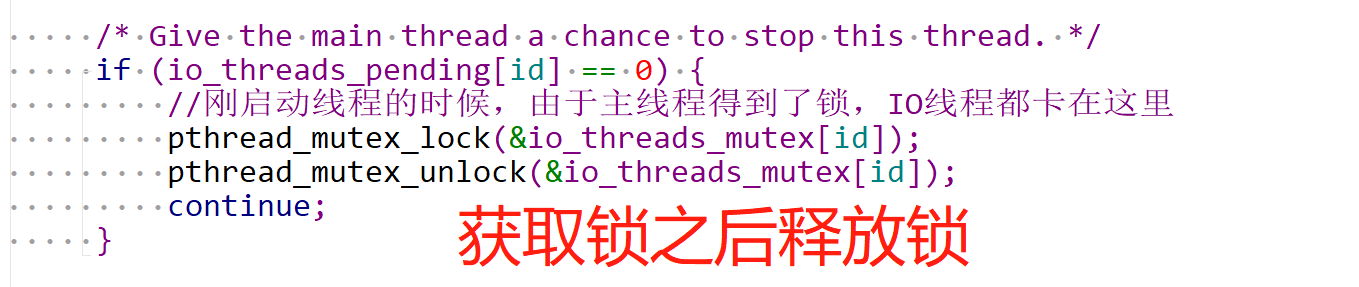 /* Give the main thread a chance to stop this thread. */
if (io_threads_pending[id] == 0) {
//刚启动线程的时候，由于主线程得到了锁，IO线程都卡在这里
pthread_mutex_lock(&io_threads_mutex[id]);
pthread_mutex_unlock(&io_threads_mutex[id]);
continue;
}
获取锁之后释放锁